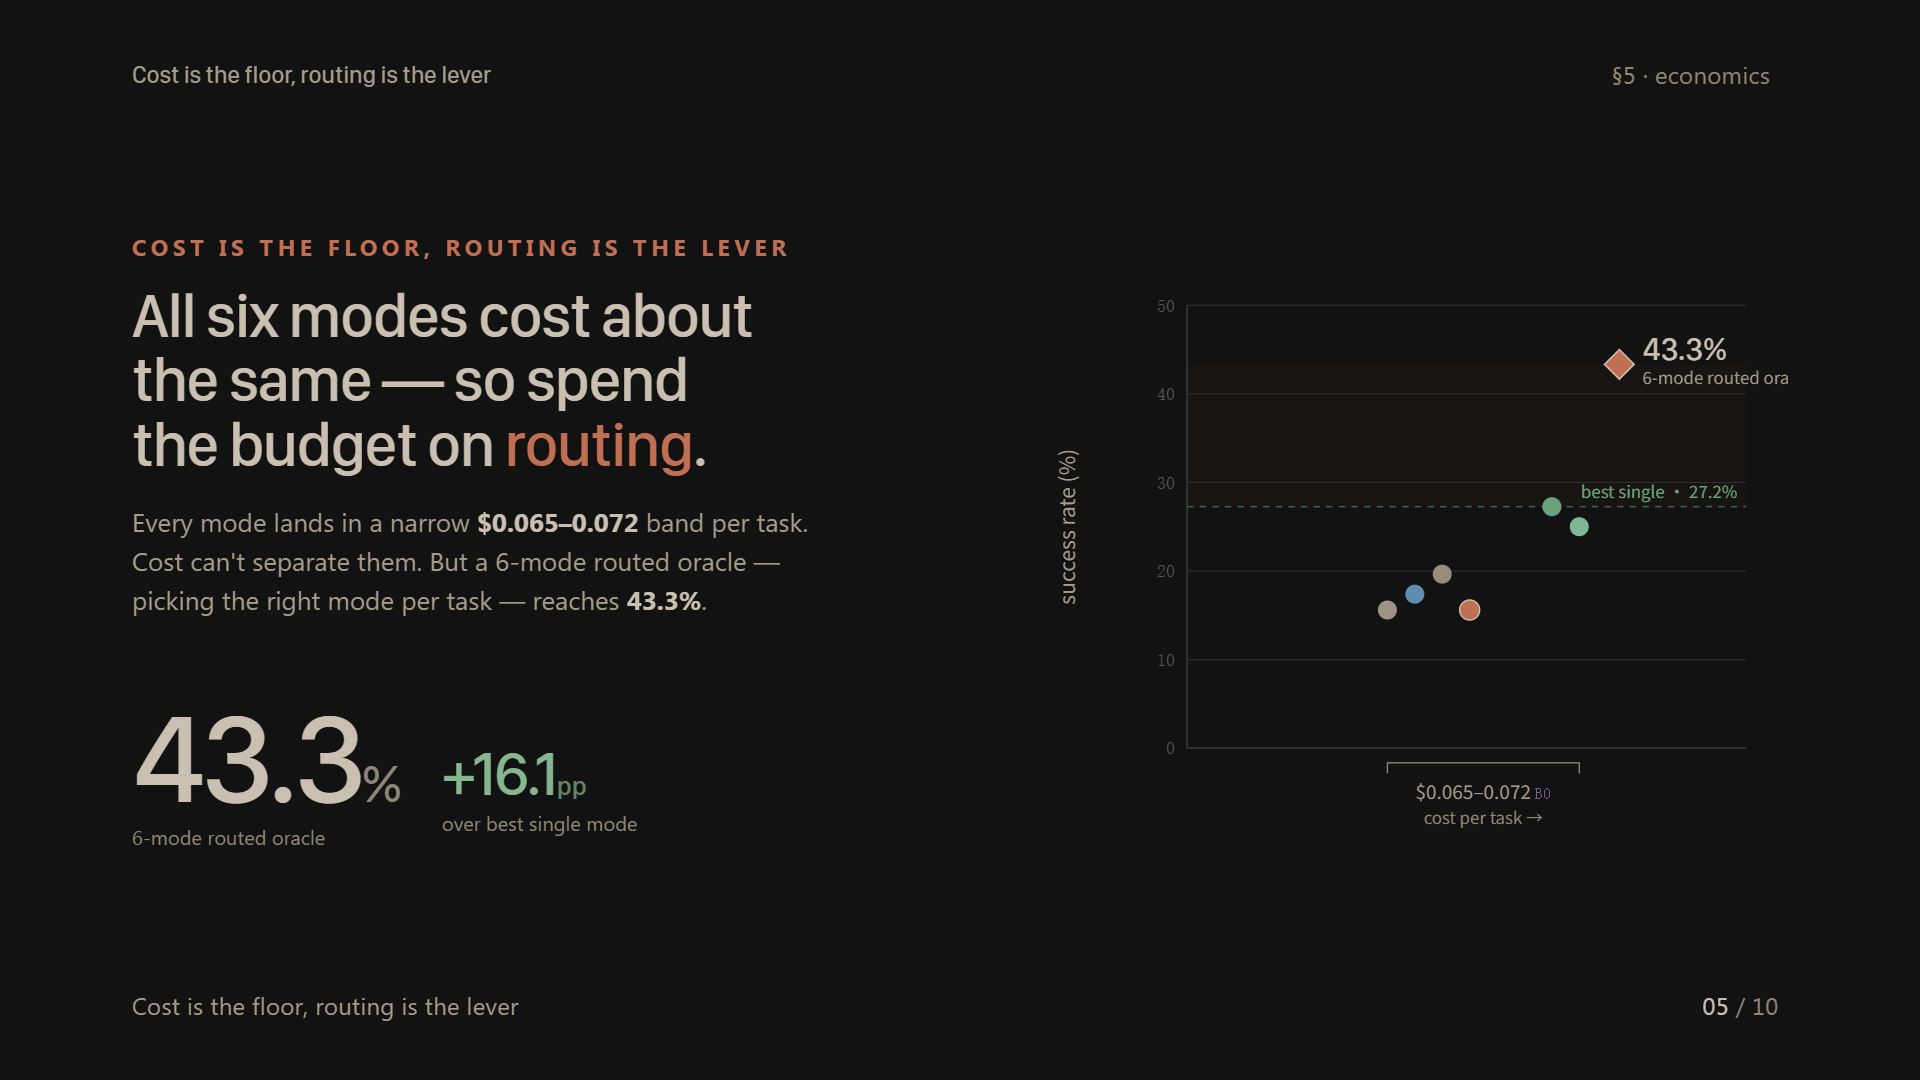 Cost is the floor, routing is the lever
§5 · economics
COST IS THE FLOOR, ROUTING IS THE LEVER
All six modes cost about
the same — so spend
the budget on routing.
Every mode lands in a narrow $0.065–0.072 band per task.
Cost can't separate them. But a 6-mode routed oracle —
picking the right mode per task — reaches 43.3%.
43.3%
6-mode routed oracle
+16.1pp
over best single mode
success rate (%)
50
40
30
20
10
0
43.3%
6-mode routed ora
best single · 27.2%
$0.065–0.072 B0
cost per task →
Cost is the floor, routing is the lever
05 / 10